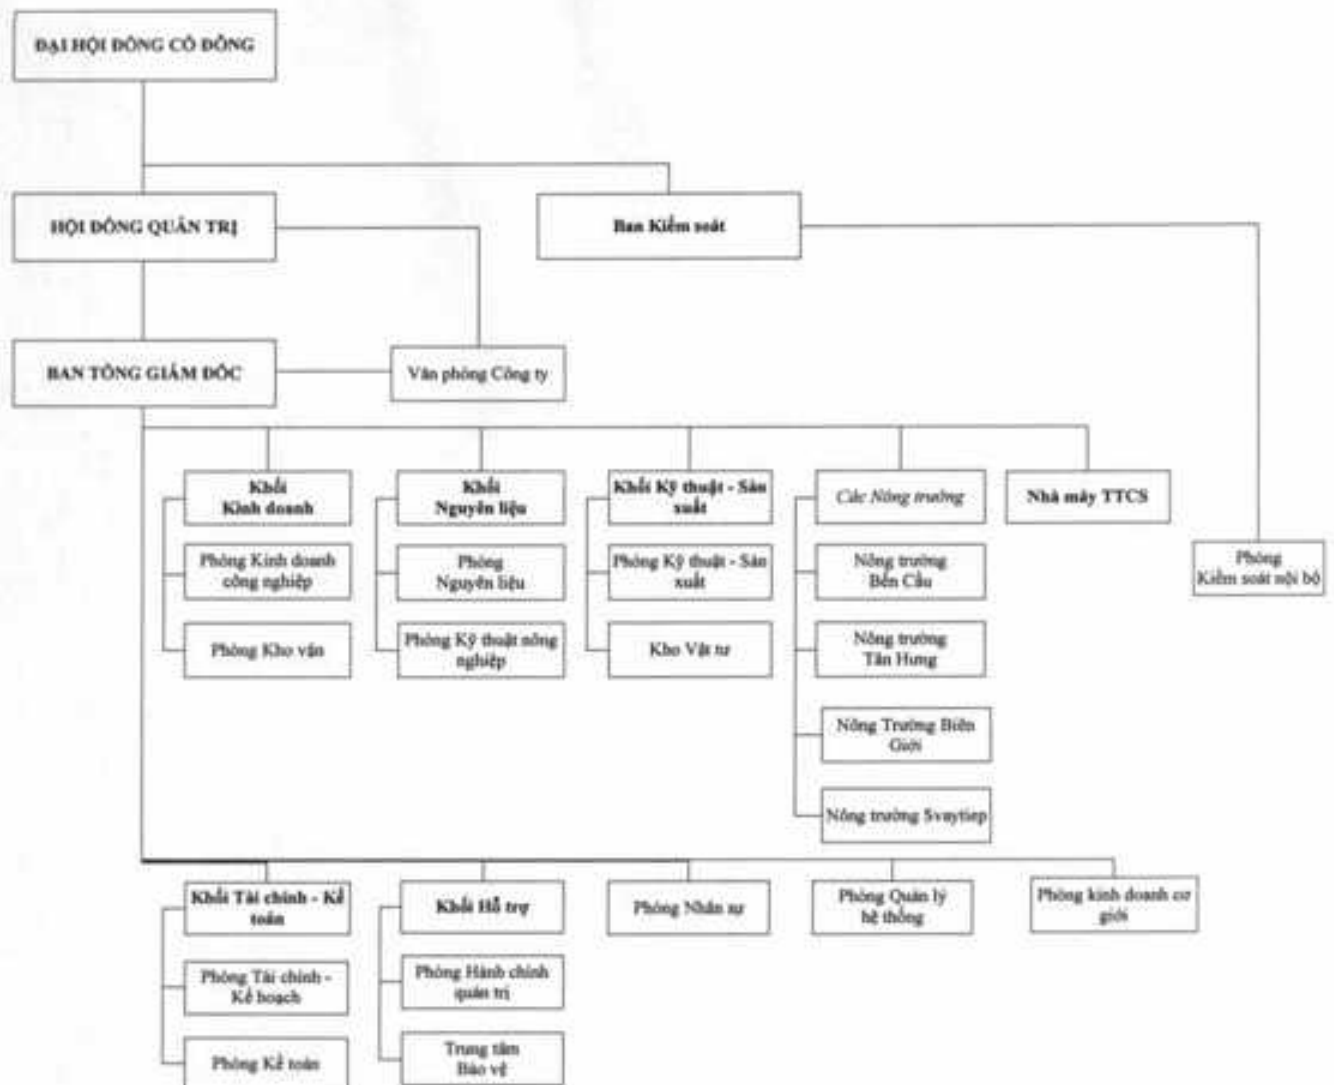 ĐẠI HỘI ĐỒNG CỔ ĐÔNG
HỘI ĐỒNG QUẢN TRỊ
Ban Kiểm soát
BAN TỔNG GIÁM ĐỐC
Văn phòng Công ty
Khối
Kinh doanh
Khối
Nguyên liệu
Khối Kỹ thuật - Sản
xuất
Các Nông trường
Nhà máy TTCS
Phòng Kinh doanh
công nghiệp
Phòng
Nguyên liệu
Phòng Kỹ thuật - Sản
xuất
Nông trường
Bến Cầu
Phòng
Kiểm soát nội bộ
Phòng Kho vận
Phòng Kỹ thuật nông
nghiệp
Kho Vật tư
Nông trường
Tân Hưng
Nông Trường Biên
Giới
Nông trường Svaytiep
Khối Tài chính - Kế
toán
Khối Hỗ trợ
Phòng Nhân sự
Phòng Quản lý
hệ thống
Phòng kinh doanh cơ
giới
Phòng Tài chính -
Kế hoạch
Phòng Hành chính
quản trị
Phòng Kế toán
Trung tâm
Bảo vệ